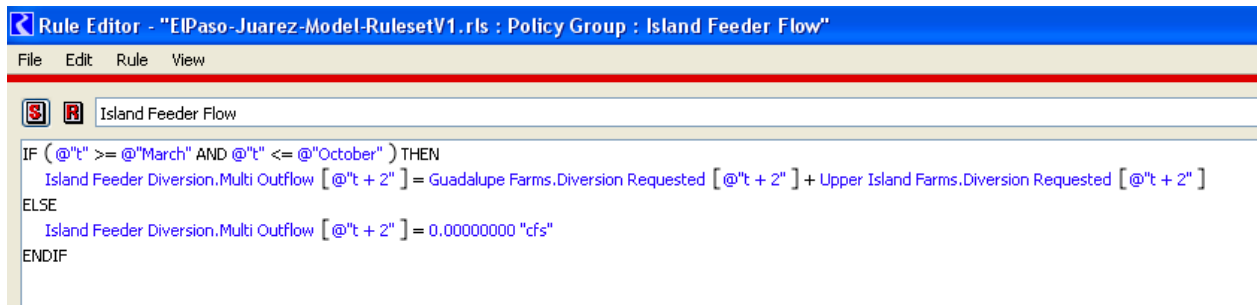 Rule Editor - "ElPaso-Juarez-Model-RulesetV1.rls : Policy Group : Island Feeder Flow"
File Edit Rule View
S R Island Feeder Flow
IF ( @"t" >= @"March" AND @"t" <= @"October" ) THEN
Island Feeder Diversion.Multi Outflow [ @"t + 2" ] = Guadalupe Farms.Diversion Requested [ @"t + 2" ] + Upper Island Farms.Diversion Requested [ @"t + 2" ]
ELSE
Island Feeder Diversion.Multi Outflow [ @"t + 2" ] = 0.00000000 "cfs"
ENDIF